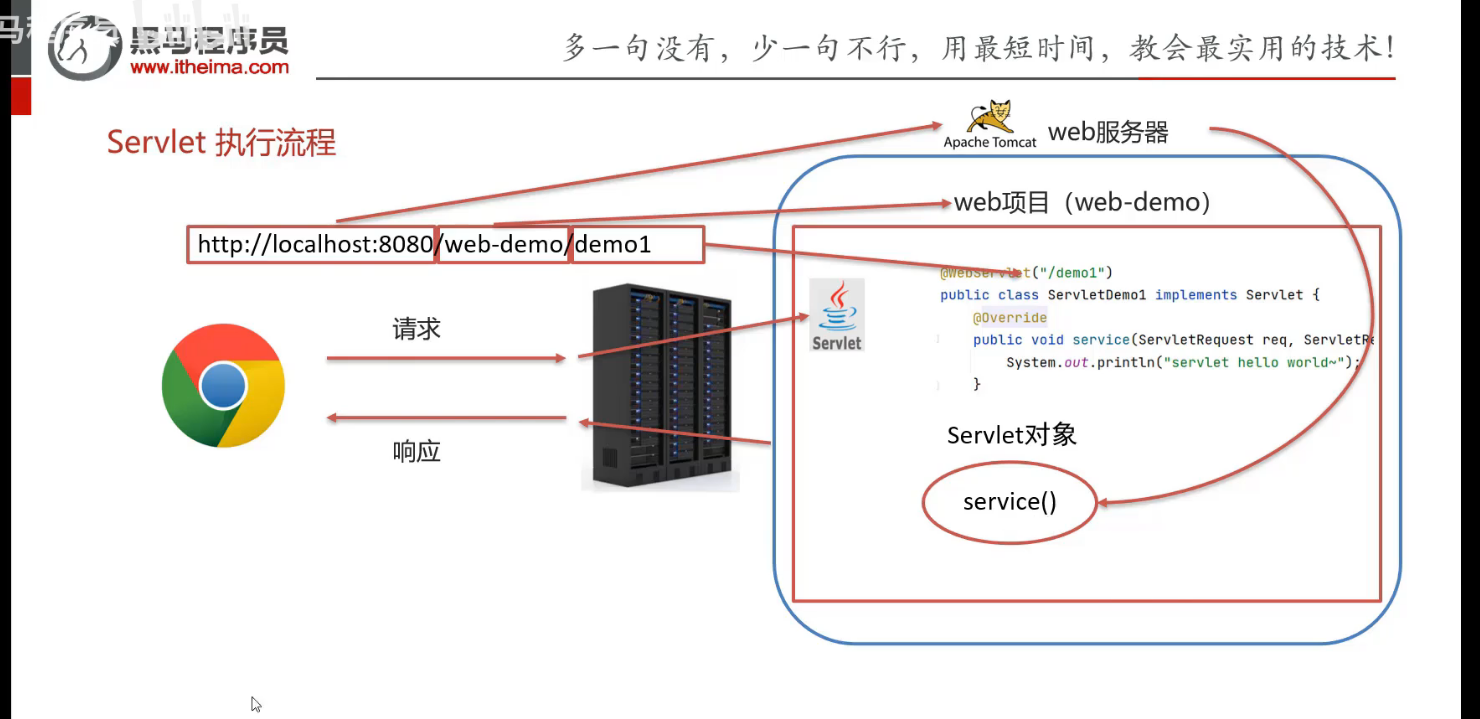 黑马程序员
www.itheima.com
多一句没有，少一句不行，用最短时间，教会最实用的技术！
Servlet 执行流程
Apache Tomcat
web服务器
web项目（web-demo）
http://localhost:8080/web-demo/demo1
@WebServlet("/demo1")
public class ServletDemo1 implements Servlet {
@Override
public void service(ServletRequest req, ServletRe
System.out.println("servlet hello world~");
}
Servlet
请求
响应
Servlet对象
service()